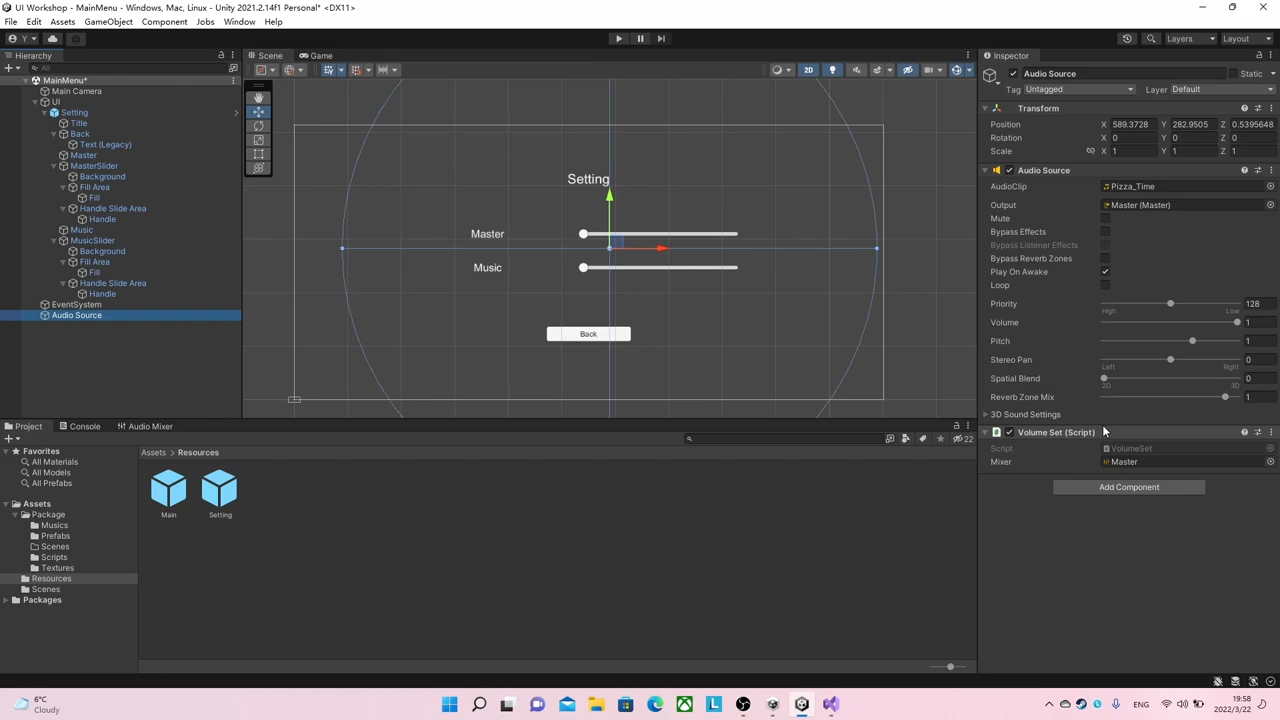 UI Workshop - MainMenu - Windows, Mac, Linux - Unity 2021.2.14f1 Personal* <DX11>
File Edit Assets GameObject Component Jobs Window Help
Y
Layers
Layout
Hierarchy
All
MainMenu*
Main Camera
UI
Setting
Title
Back
Text (Legacy)
Master
MasterSlider
Background
Fill Area
Fill
Handle Slide Area
Handle
Music
MusicSlider
Background
Fill Area
Fill
Handle Slide Area
Handle
EventSystem
Audio Source
Scene
Game
2D
Setting
Master
Music
Back
Inspector
Audio Source
Static
Tag Untagged Layer Default
Transform
Position X 589.3728 Y 282.9505 Z 0.5395648
Rotation X 0 Y 0 Z 0
Scale X 1 Y 1 Z 1
Audio Source
AudioClip Pizza_Time
Output Master (Master)
Mute
Bypass Effects
Bypass Listener Effects
Bypass Reverb Zones
Play On Awake
Loop
Priority 128
High Low
Volume 1
Pitch 1
Stereo Pan 0
Left Right
Spatial Blend 0
2D 3D
Reverb Zone Mix 1
3D Sound Settings
Volume Set (Script)
Script VolumeSet
Mixer Master
Add Component
Project
Console
Audio Mixer
22
Favorites
All Materials
All Models
All Prefabs
Assets
Package
Musics
Prefabs
Scenes
Scripts
Textures
Resources
Scenes
Packages
Assets > Resources
Main
Setting
6°C
Cloudy
ENG
19:58
2022/3/22